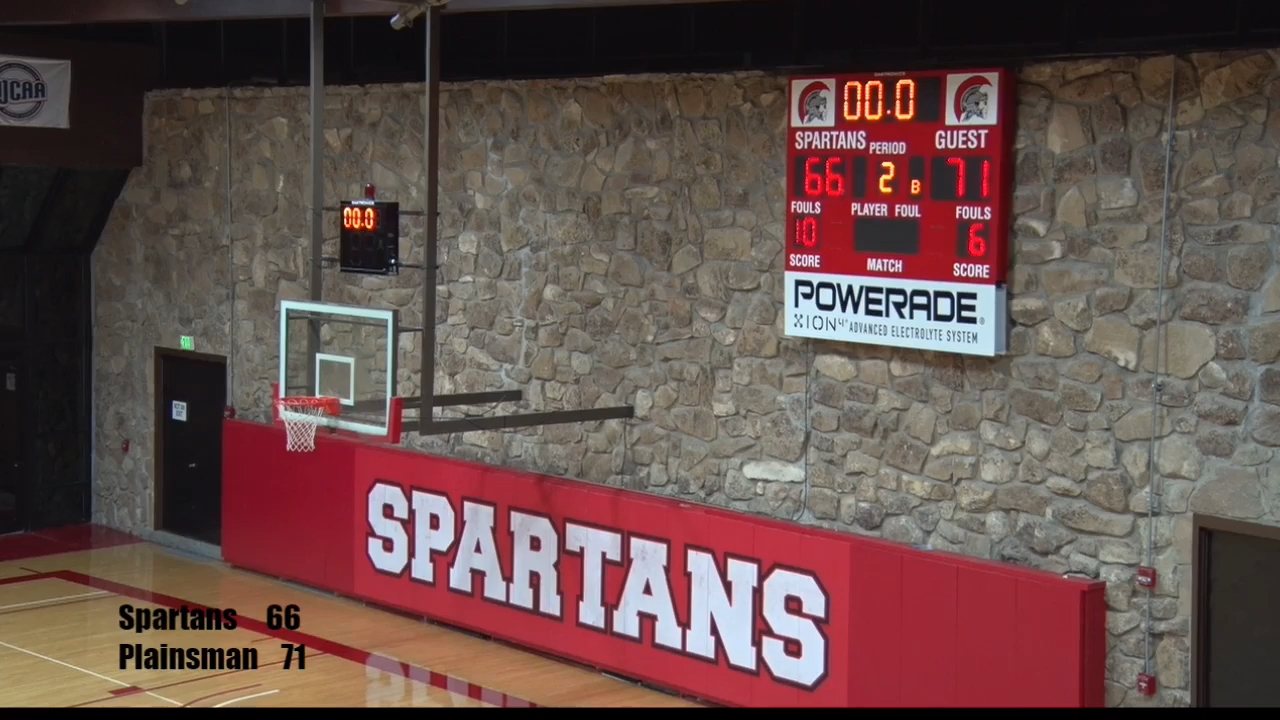 NJCAA
00.0
SPARTANS PERIOD GUEST
66 2 B 71
FOULS PLAYER FOUL FOULS
10 6
SCORE MATCH SCORE
00.0
POWERADE
ION4 ADVANCED ELECTROLYTE SYSTEM
SPARTANS
Spartans 66
Plainsman 71